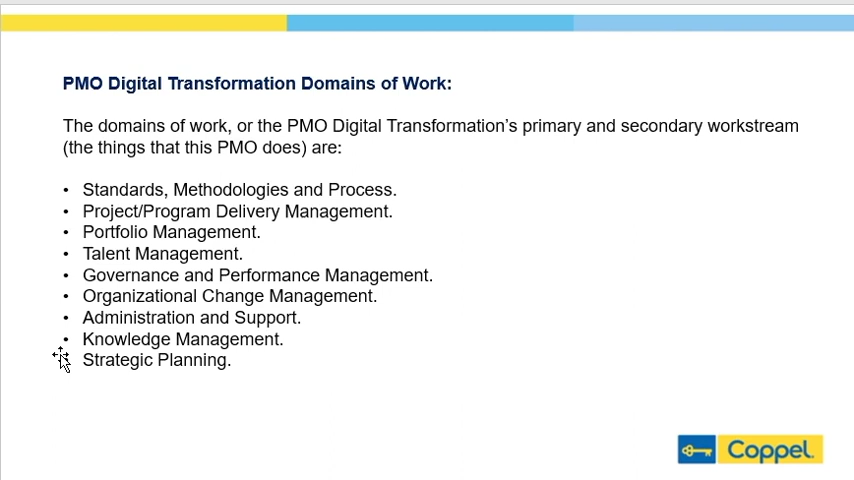 PMO Digital Transformation Domains of Work:
The domains of work, or the PMO Digital Transformation’s primary and secondary workstream
(the things that this PMO does) are:
• Standards, Methodologies and Process.
• Project/Program Delivery Management.
• Portfolio Management.
• Talent Management.
• Governance and Performance Management.
• Organizational Change Management.
• Administration and Support.
• Knowledge Management.
• Strategic Planning.
Coppel.